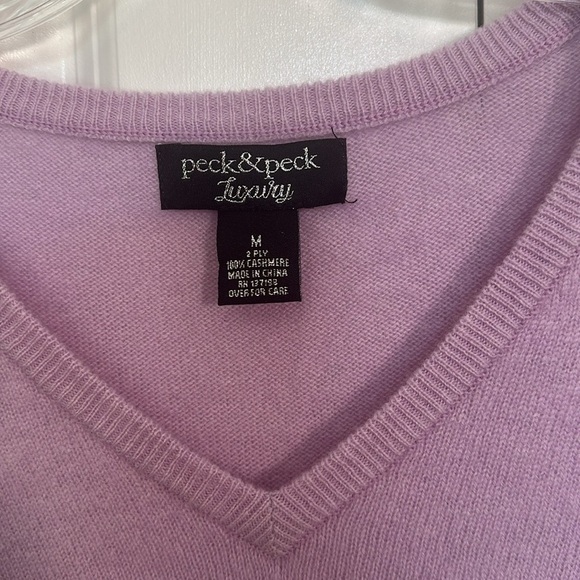 peck&peck
Luxury
M
2 PLY
100% CASHMERE
MADE IN CHINA
RN 137198
OVER FOR CARE